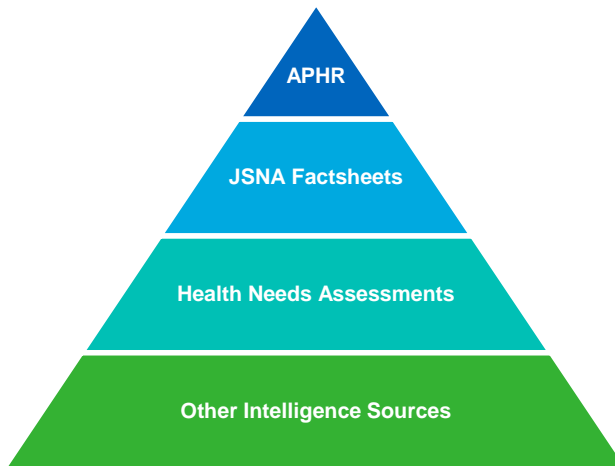 APHR
JSNA Factsheets
Health Needs Assessments
Other Intelligence Sources